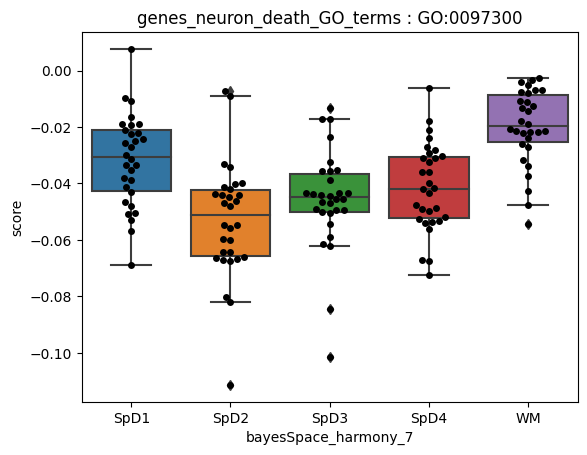 genes_neuron_death_GO_terms : GO:0097300
0.00
−0.02
−0.04
−0.06
−0.08
−0.10
score
SpD1 SpD2 SpD3 SpD4 WM
bayesSpace_harmony_7